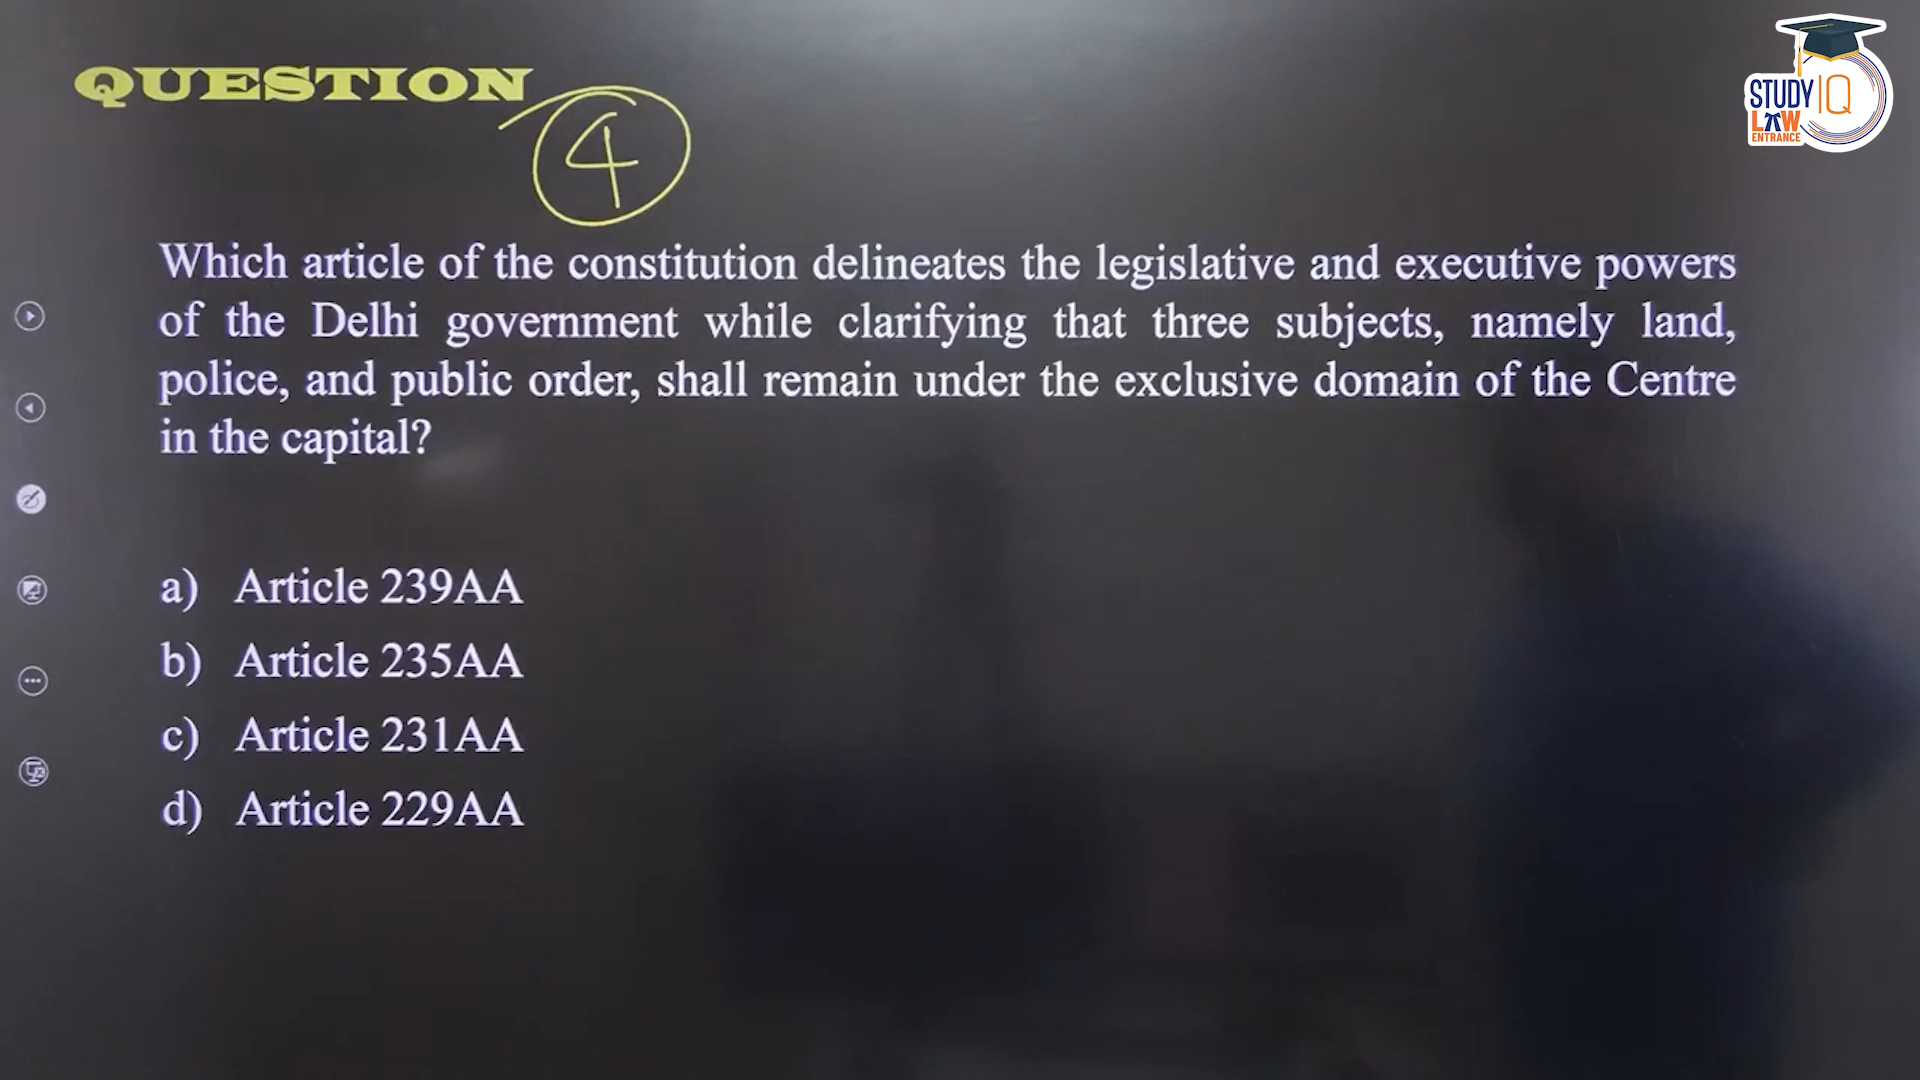 QUESTION
4
STUDY IQ
LAW
ENTRANCE
Which article of the constitution delineates the legislative and executive powers
of the Delhi government while clarifying that three subjects, namely land,
police, and public order, shall remain under the exclusive domain of the Centre
in the capital?
a) Article 239AA
b) Article 235AA
c) Article 231AA
d) Article 229AA